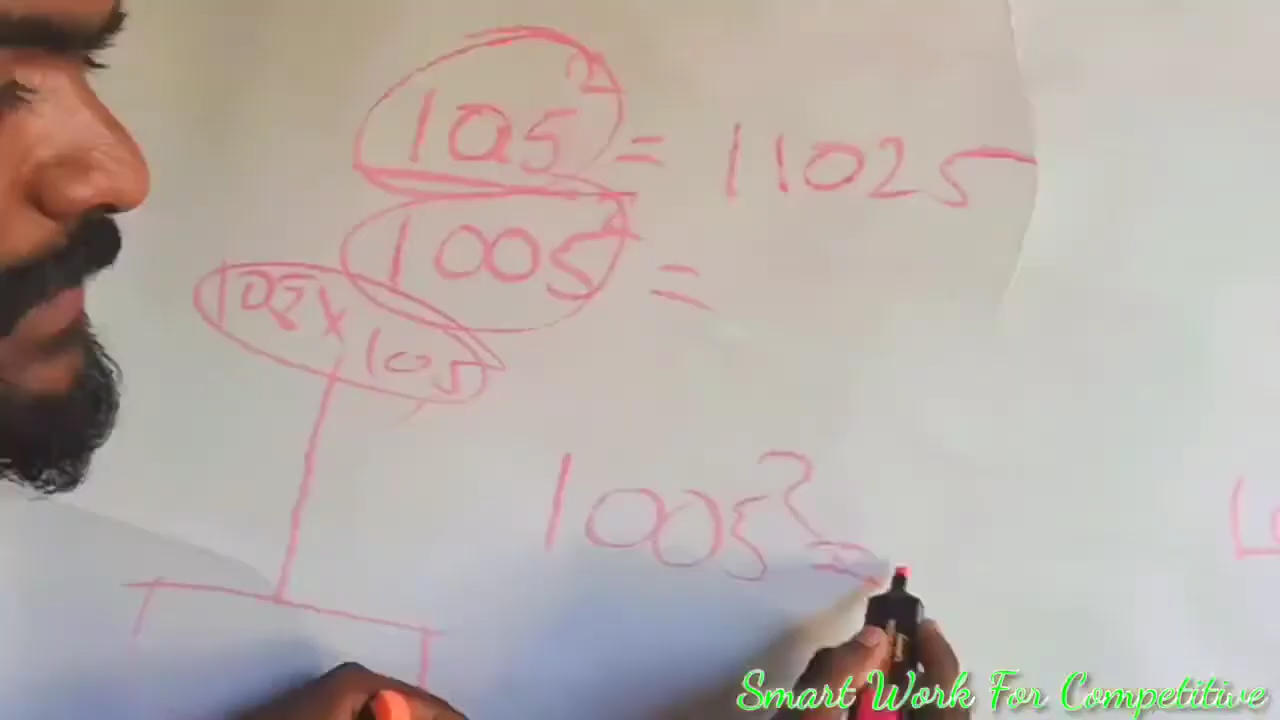 105² = 11025
1005² =
105 x 105
1005² =
Smart Work For Competitive